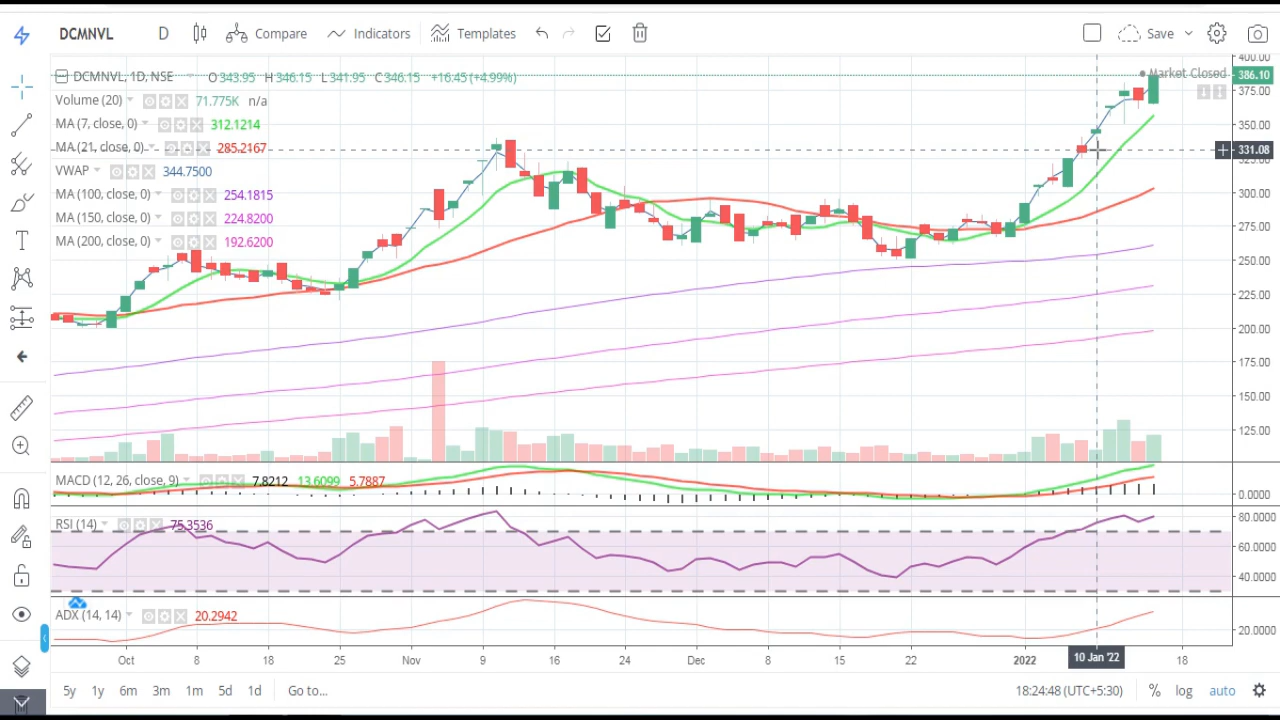 DCMNVL D Compare Indicators Templates Save
DCMNVL, 1D, NSE O 343.95 H 346.15 L 341.95 C 346.15 +16.45 (+4.99%)
Market Closed
Volume (20) 71.775K n/a
MA (7, close, 0) 312.1214
MA (21, close, 0) 285.2167
VWAP 344.7500
MA (100, close, 0) 254.1815
MA (150, close, 0) 224.8200
MA (200, close, 0) 192.6200
400.00
386.10
375.00
350.00
331.08
325.00
300.00
275.00
250.00
225.00
200.00
175.00
150.00
125.00
MACD (12, 26, close, 9) 7.8212 13.6099 5.7887
0.0000
RSI (14) 75.3536
80.0000
60.0000
40.0000
ADX (14, 14) 20.2942
20.0000
Oct 8 18 25 Nov 9 16 24 Dec 8 15 22 2022 10 Jan '22 18
5y 1y 6m 3m 1m 5d 1d Go to... 18:24:48 (UTC+5:30) % log auto